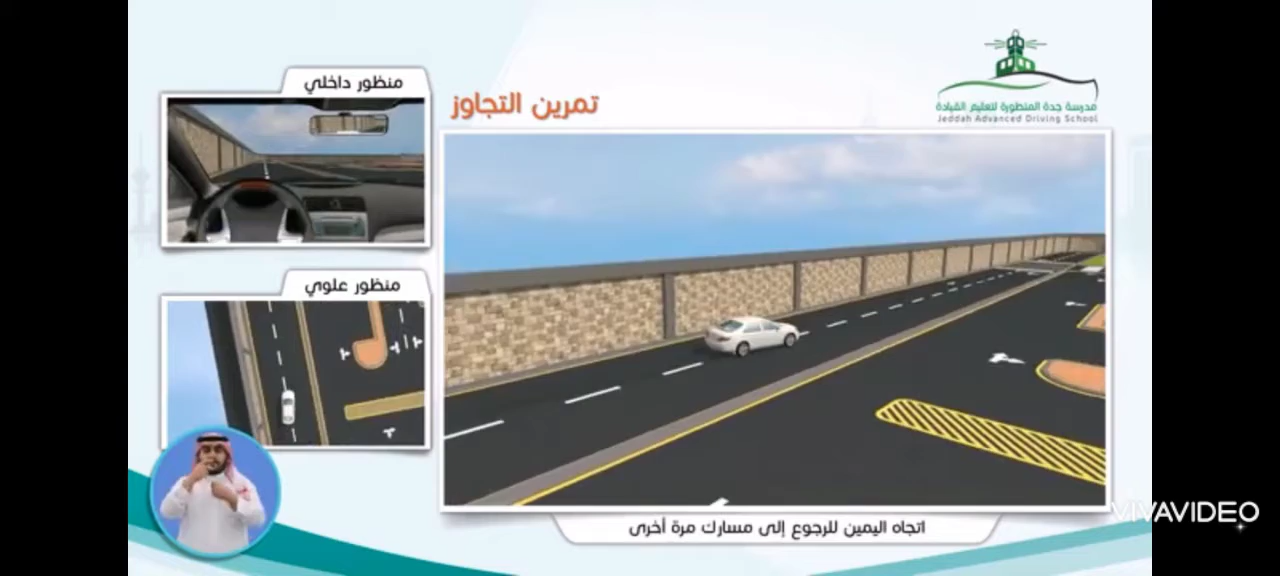 مدرسة جدة المتطورة لتعليم القيادة
Jeddah Advanced Driving School
تمرين التجاوز
منظور داخلي
منظور علوي
اتجاه اليمين للرجوع إلى مسارك مرة أخرى
VIVAVIDEO